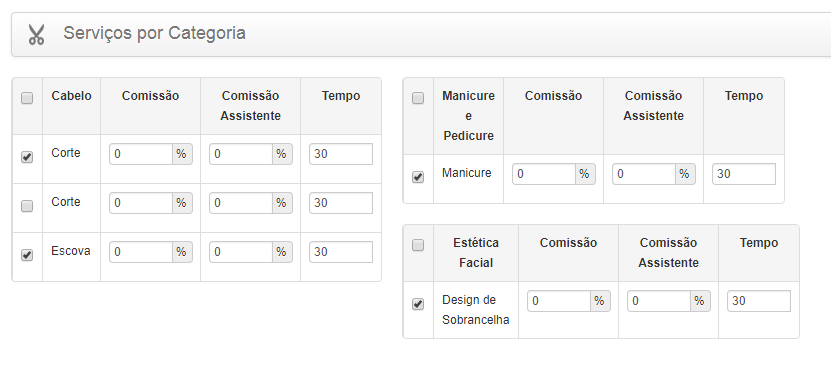 Serviços por Categoria
Cabelo Comissão Comissão Assistente Tempo
Corte 0 % 0 % 30
Corte 0 % 0 % 30
Escova 0 % 0 % 30
Manicure e Pedicure Comissão Comissão Assistente Tempo
Manicure 0 % 0 % 30
Estética Facial Comissão Comissão Assistente Tempo
Design de Sobrancelha 0 % 0 % 30